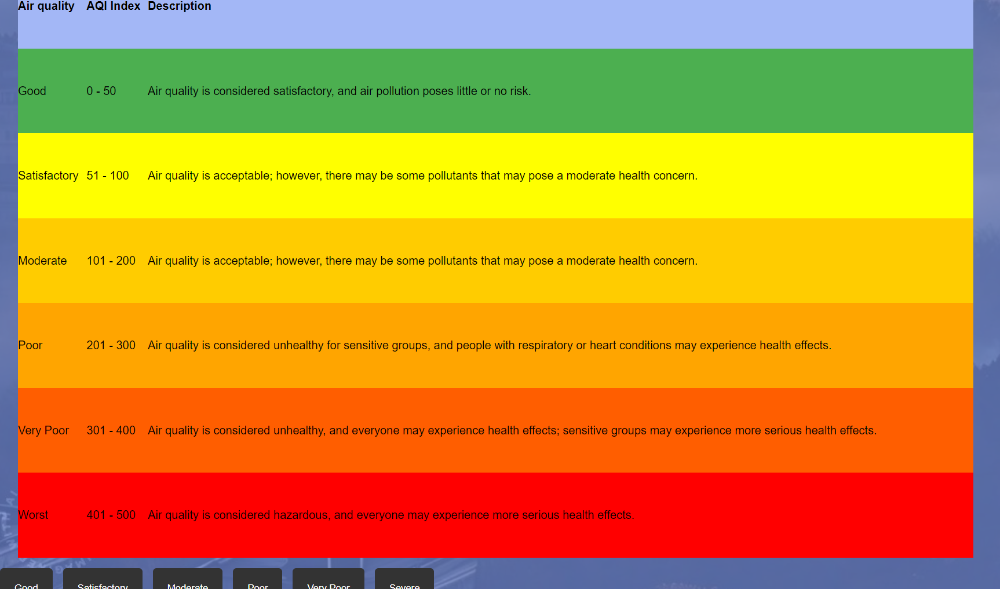 Air quality AQI Index Description
Good 0 - 50 Air quality is considered satisfactory, and air pollution poses little or no risk.
Satisfactory 51 - 100 Air quality is acceptable; however, there may be some pollutants that may pose a moderate health concern.
Moderate 101 - 200 Air quality is acceptable; however, there may be some pollutants that may pose a moderate health concern.
Poor 201 - 300 Air quality is considered unhealthy for sensitive groups, and people with respiratory or heart conditions may experience health effects.
Very Poor 301 - 400 Air quality is considered unhealthy, and everyone may experience health effects; sensitive groups may experience more serious health effects.
Worst 401 - 500 Air quality is considered hazardous, and everyone may experience more serious health effects.
Good Satisfactory Moderate Poor Very Poor Severe